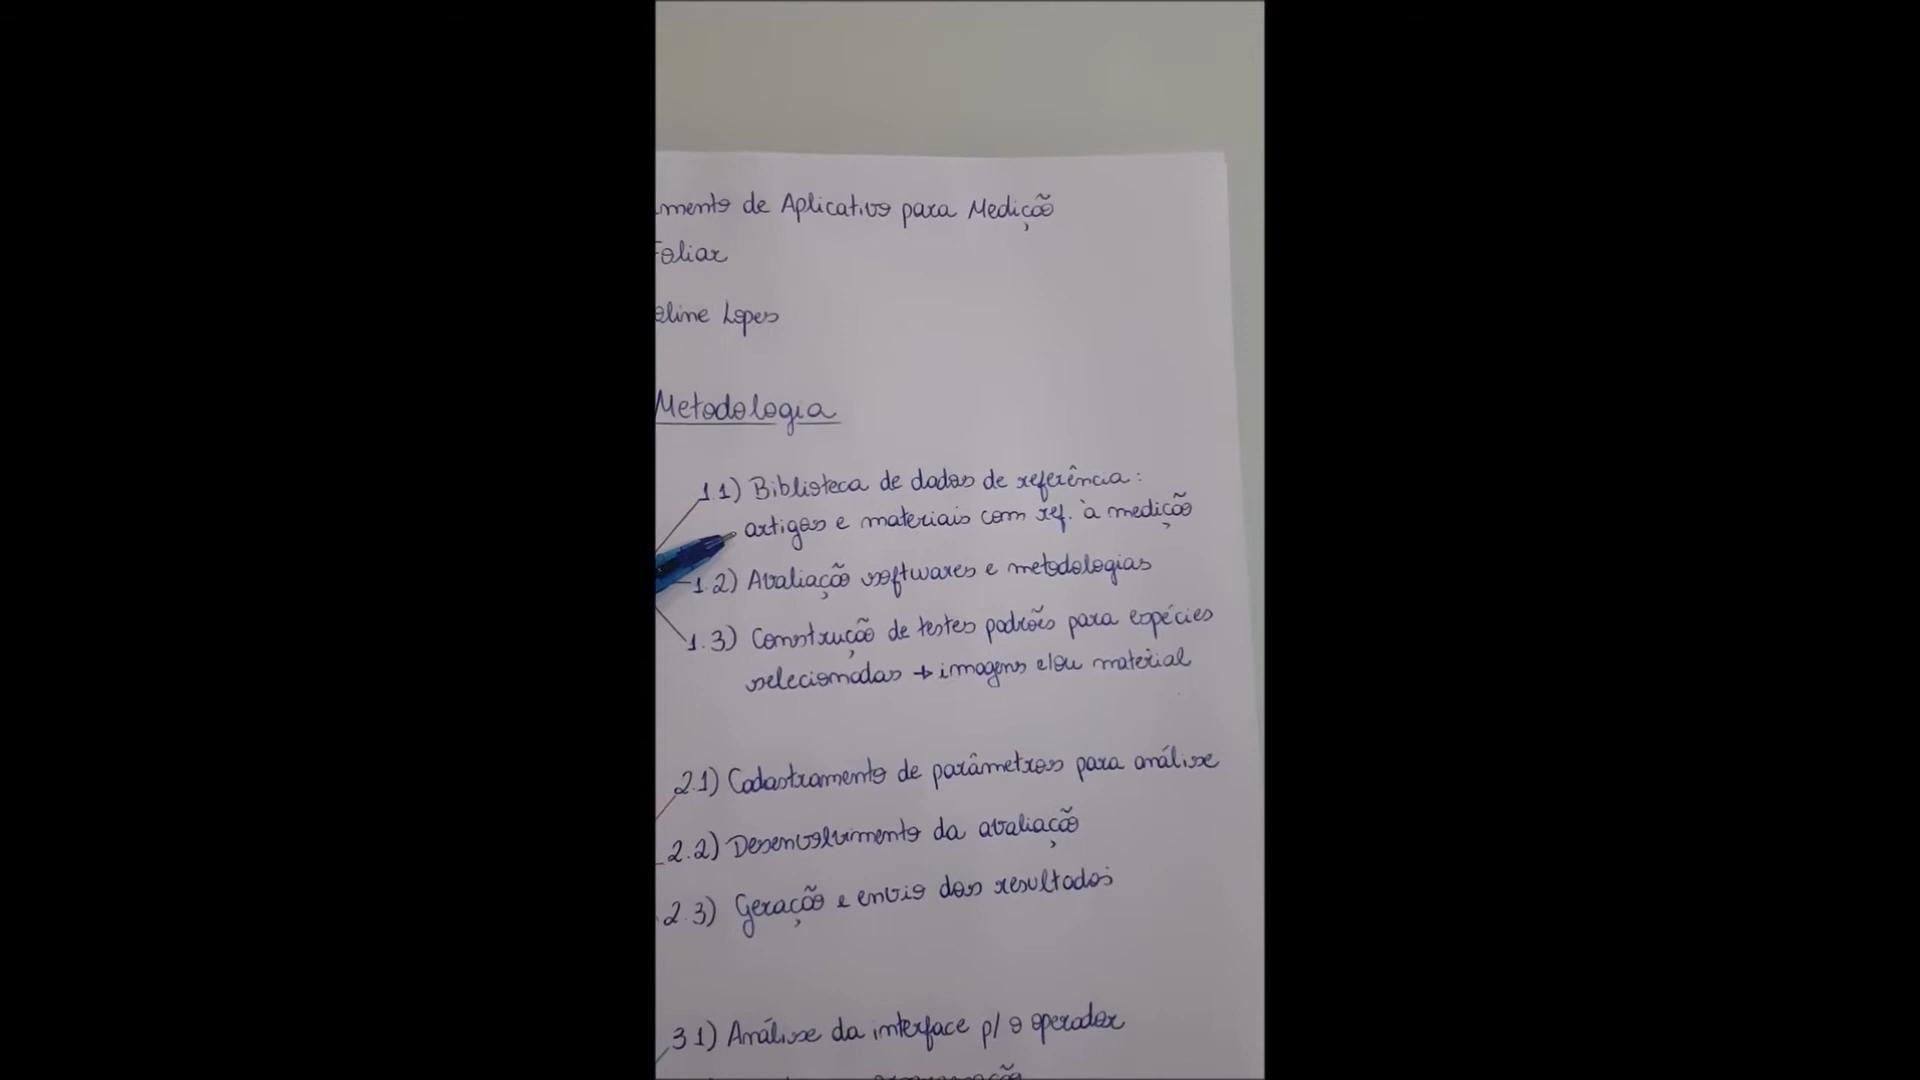 mento de Aplicativo para Medição
Foliar
eline Lopes
Metodologia
1.1) Biblioteca de dados de referência:
artigos e materiais com ref. à medição
1.2) Avaliação softwares e metodologias
1.3) Construção de testes padrões para espécies
selecionadas → imagens e/ou material
2.1) Cadastramento de parâmetros para análise
2.2) Desenvolvimento da avaliação
2.3) Geração e envio dos resultados
3.1) Análise da interface p/ o operador